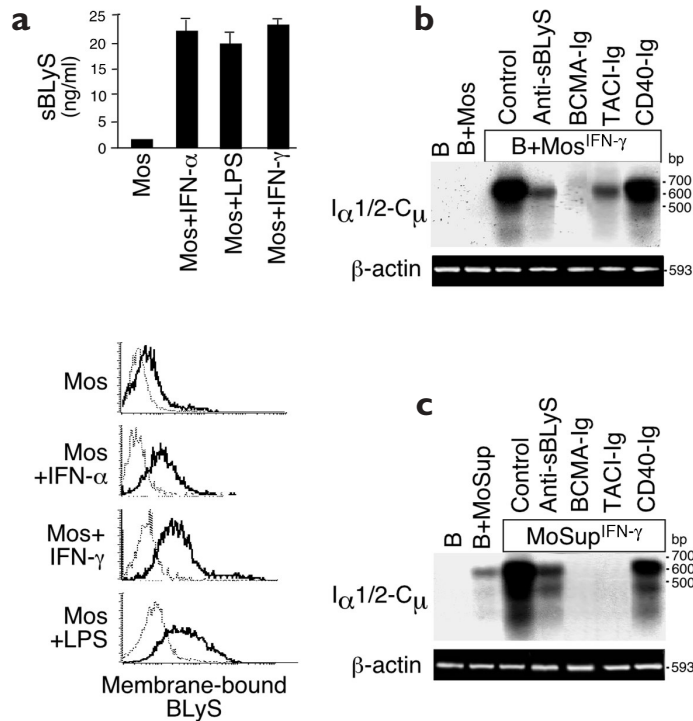 a
25
20
15
10
5
0
sBLyS
(ng/ml)
Mos
Mos+IFN-α
Mos+LPS
Mos+IFN-γ
Mos
Mos
+IFN-α
Mos+
IFN-γ
Mos
+LPS
Membrane-bound
BLyS
b
B
B+Mos
Control
Anti-sBLyS
BCMA-Ig
TACI-Ig
CD40-Ig
B+Mos^IFN-γ
bp
700
600
500
Iα1/2-Cμ
β-actin
593
c
B
B+MoSup
Control
Anti-sBLyS
BCMA-Ig
TACI-Ig
CD40-Ig
MoSup^IFN-γ
bp
700
600
500
Iα1/2-Cμ
β-actin
593